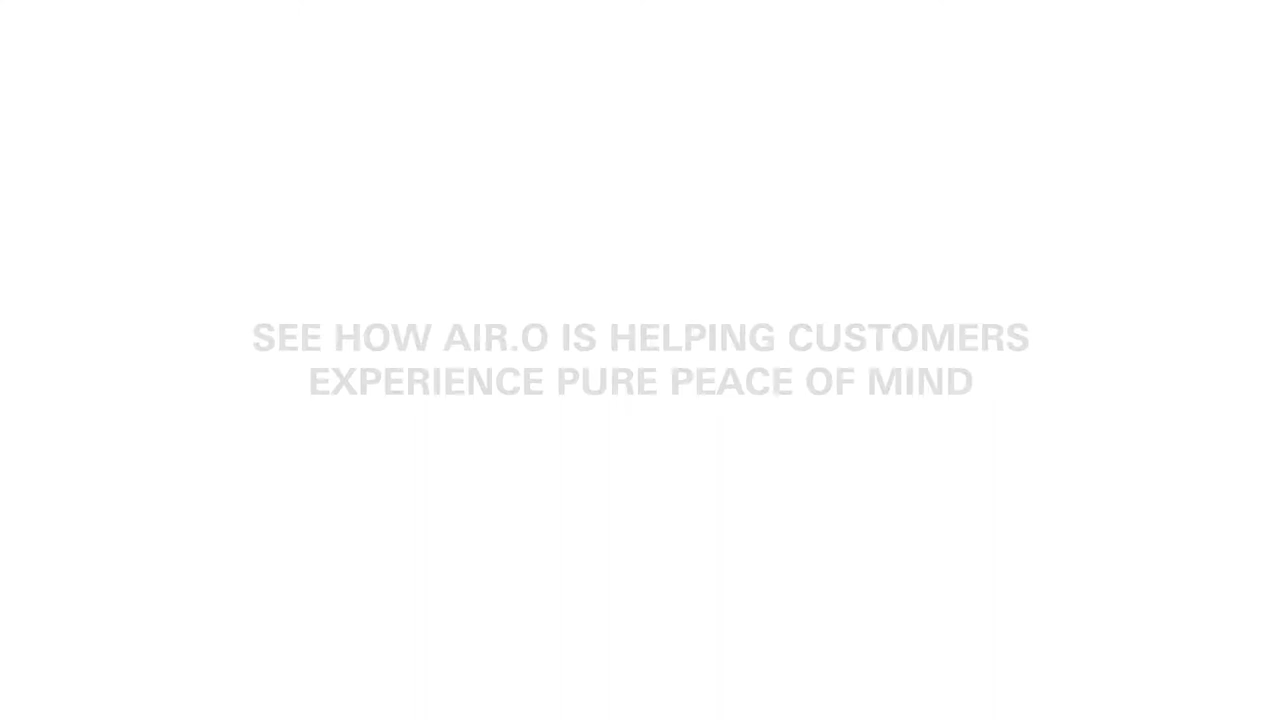 SEE HOW AIR.O IS HELPING CUSTOMERS
EXPERIENCE PURE PEACE OF MIND